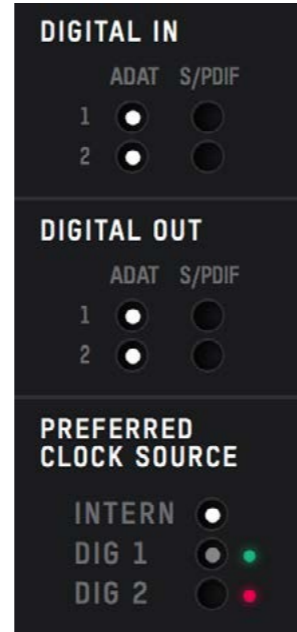 DIGITAL IN
ADAT S/PDIF
1
2
DIGITAL OUT
ADAT S/PDIF
1
2
PREFERRED
CLOCK SOURCE
INTERN
DIG 1
DIG 2